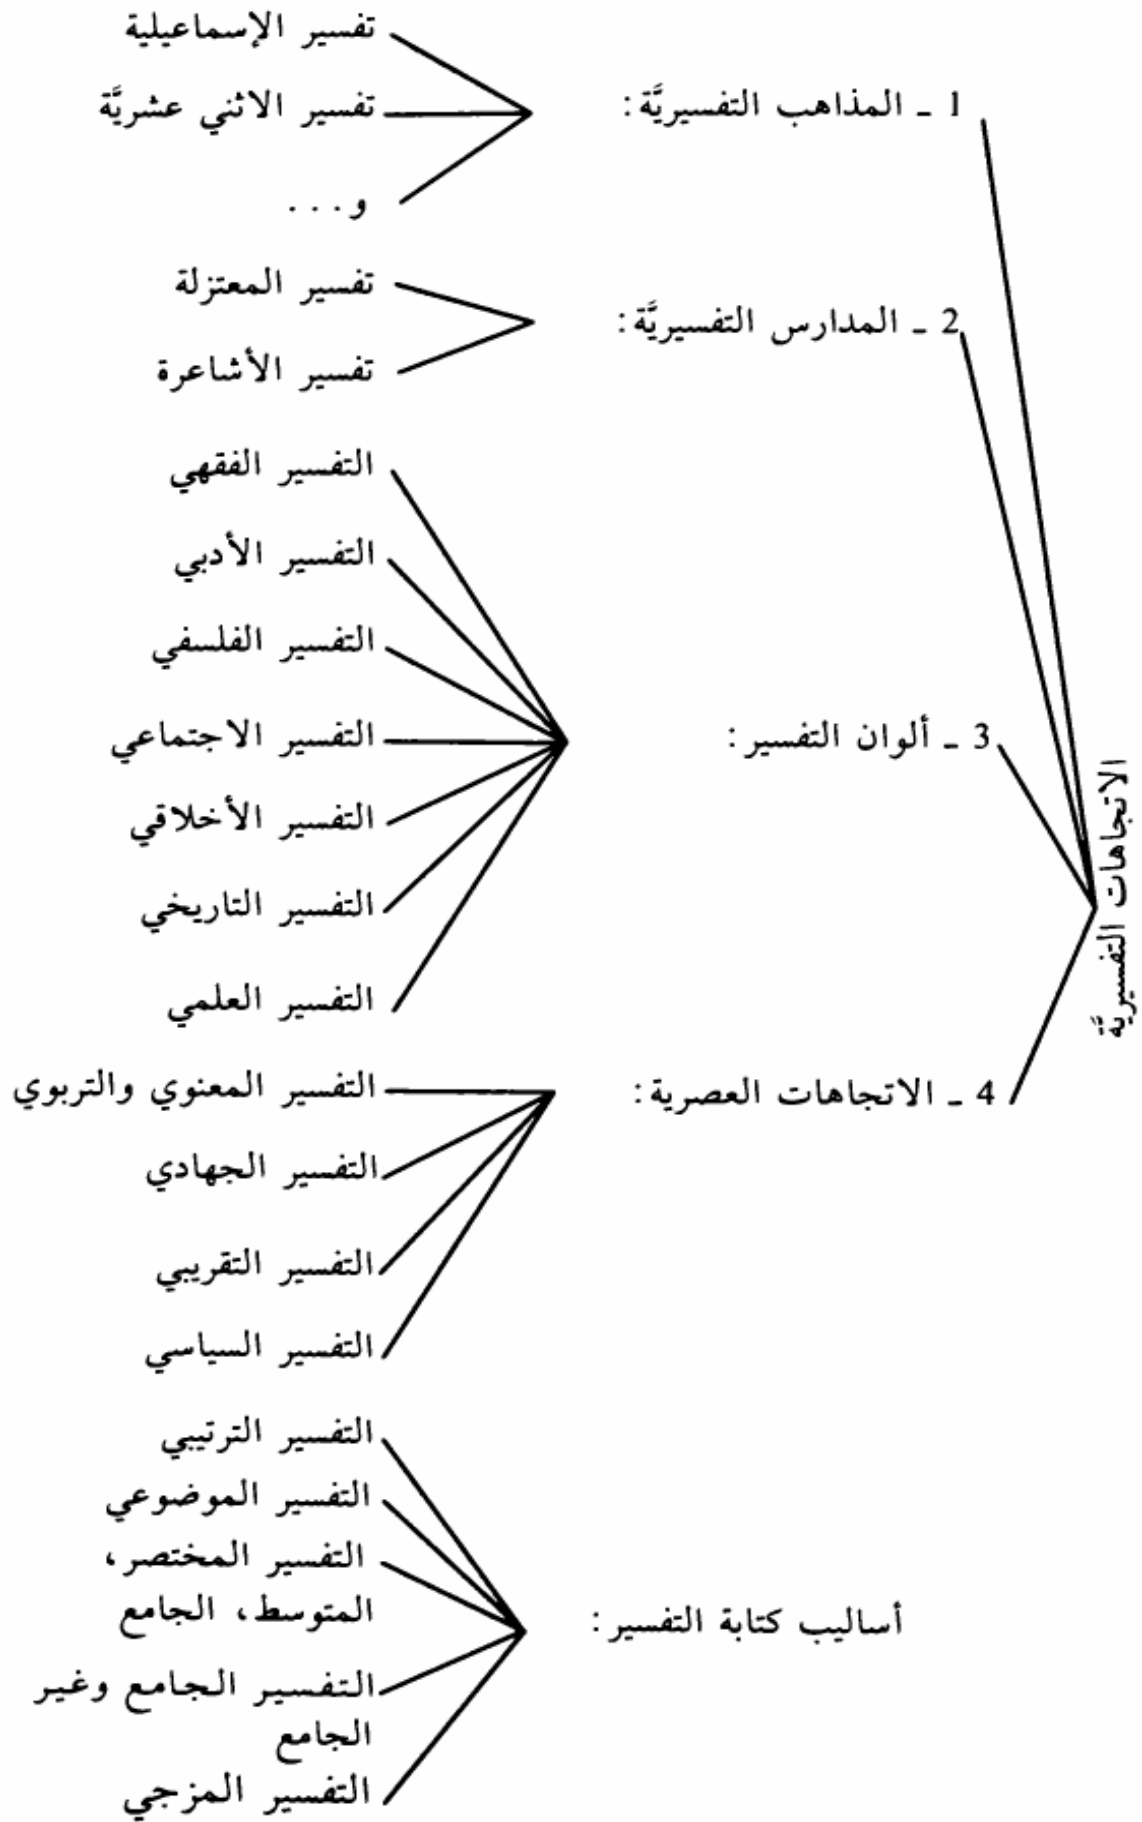 الاتجاهات التفسيريَّة
1 ـ المذاهب التفسيريَّة:
تفسير الإسماعيلية
تفسير الاثني عشريَّة
و...
2 ـ المدارس التفسيريَّة:
تفسير المعتزلة
تفسير الأشاعرة
3 ـ ألوان التفسير:
التفسير الفقهي
التفسير الأدبي
التفسير الفلسفي
التفسير الاجتماعي
التفسير الأخلاقي
التفسير التاريخي
التفسير العلمي
4 ـ الاتجاهات العصرية:
التفسير المعنوي والتربوي
التفسير الجهادي
التفسير التقريبي
التفسير السياسي
أساليب كتابة التفسير:
التفسير الترتيبي
التفسير الموضوعي
التفسير المختصر،
المتوسط، الجامع
التفسير الجامع وغير
الجامع
التفسير المزجي